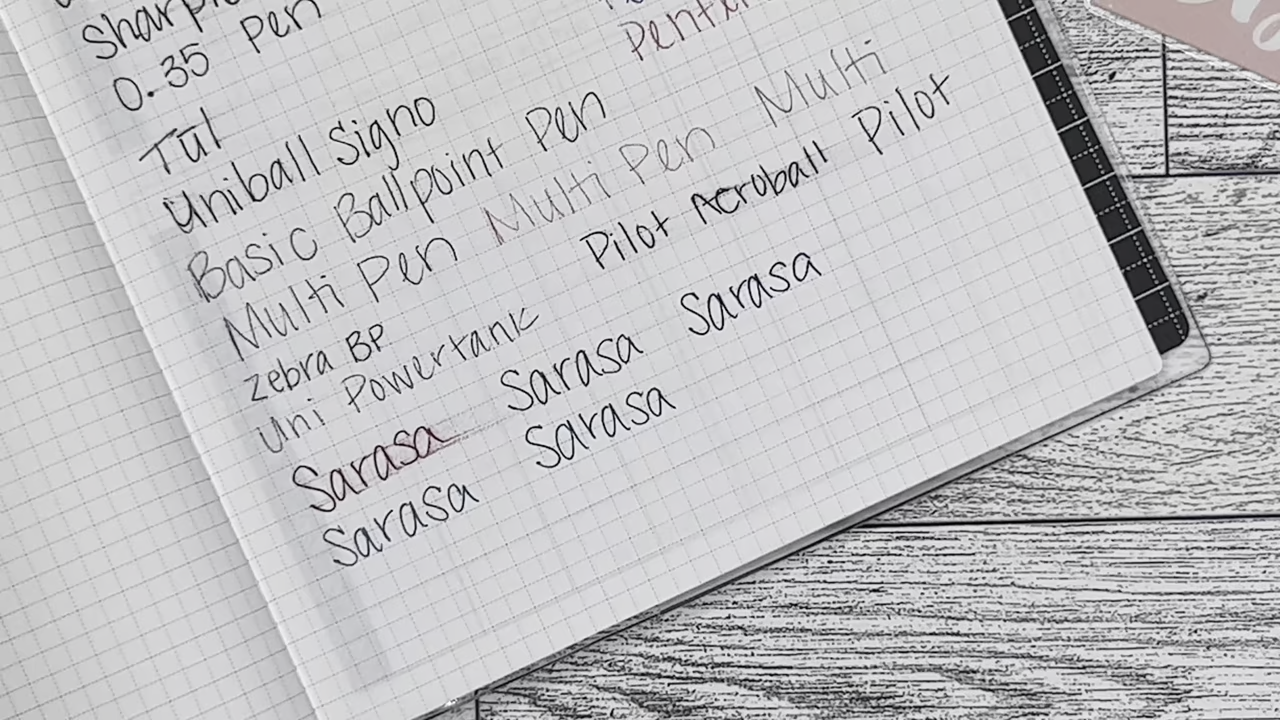 Sharpie
0.35 Pen
Tul
Uniball Signo
Basic Ballpoint Pen
Multi Pen Multi Pen Multi
zebra BP
Uni Powertank Pilot Acroball Pilot
Sarasa Sarasa Sarasa
Sarasa Sarasa